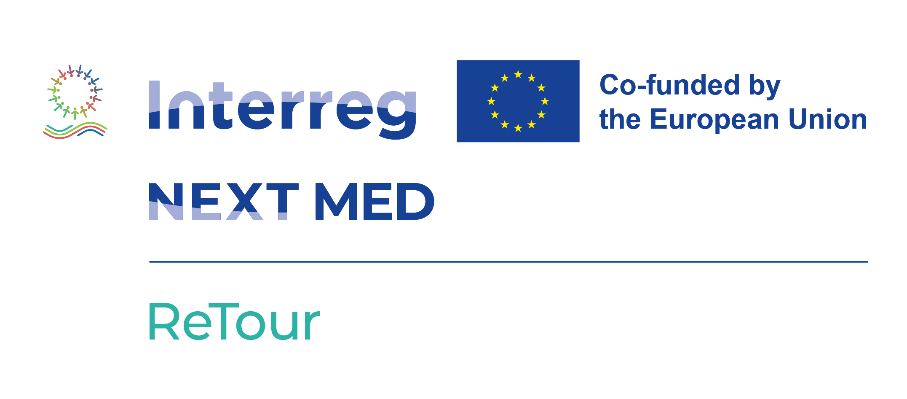 Interreg
Co-funded by
the European Union
NEXT MED
ReTour